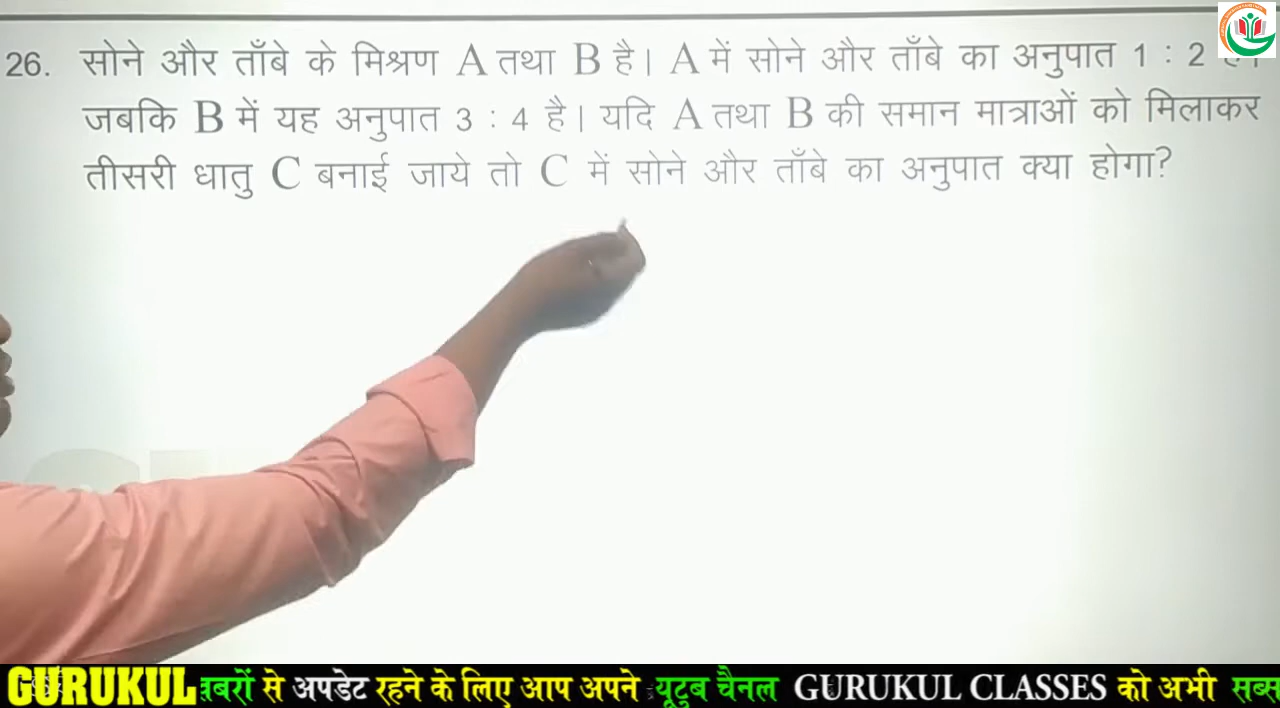 26. सोने और ताँबे के मिश्रण A तथा B है। A में सोने और ताँबे का अनुपात 1 : 2 है।
जबकि B में यह अनुपात 3 : 4 है। यदि A तथा B की समान मात्राओं को मिलाकर
तीसरी धातु C बनाई जाये तो C में सोने और ताँबे का अनुपात क्या होगा?
GURUKUL ख़बरों से अपडेट रहने के लिए आप अपने यूटुब चैनल GURUKUL CLASSES को अभी सब्स